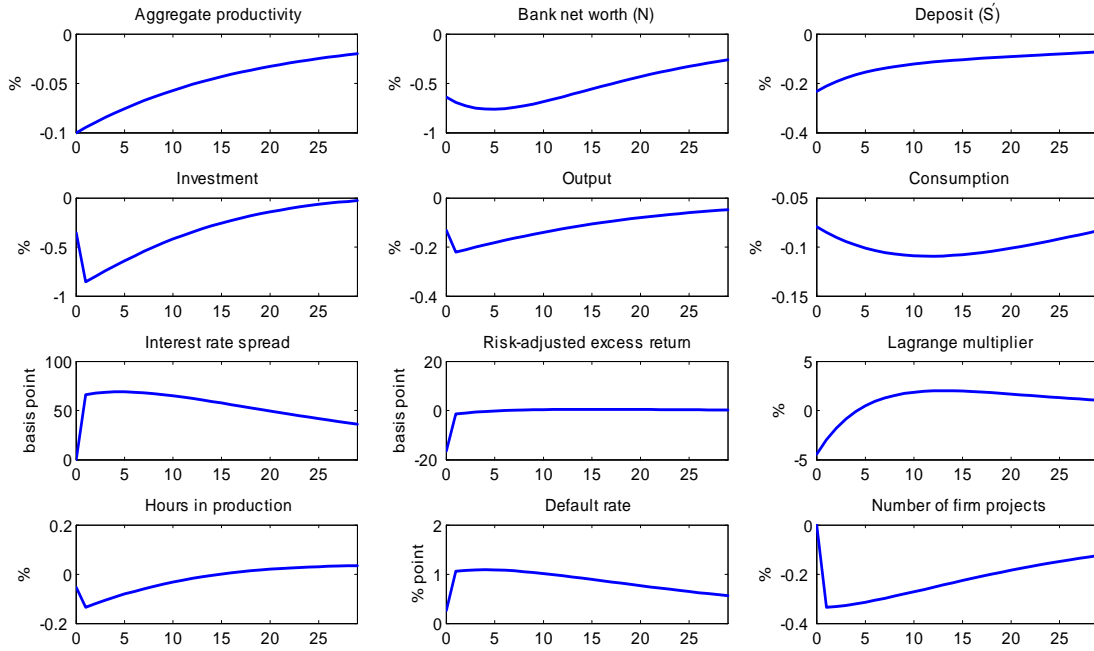 Aggregate productivity
0
-0.05
-0.1
%
0 5 10 15 20 25
Bank net worth (N)
0
-0.5
-1
%
0 5 10 15 20 25
Deposit (S′)
0
-0.2
-0.4
%
0 5 10 15 20 25
Investment
0
-0.5
-1
%
0 5 10 15 20 25
Output
0
-0.2
-0.4
%
0 5 10 15 20 25
Consumption
-0.05
-0.1
-0.15
%
0 5 10 15 20 25
Interest rate spread
100
50
0
basis point
0 5 10 15 20 25
Risk-adjusted excess return
20
0
-20
basis point
0 5 10 15 20 25
Lagrange multiplier
5
0
-5
%
0 5 10 15 20 25
Hours in production
0.2
0
-0.2
%
0 5 10 15 20 25
Default rate
2
1
0
% point
0 5 10 15 20 25
Number of firm projects
0
-0.2
-0.4
%
0 5 10 15 20 25